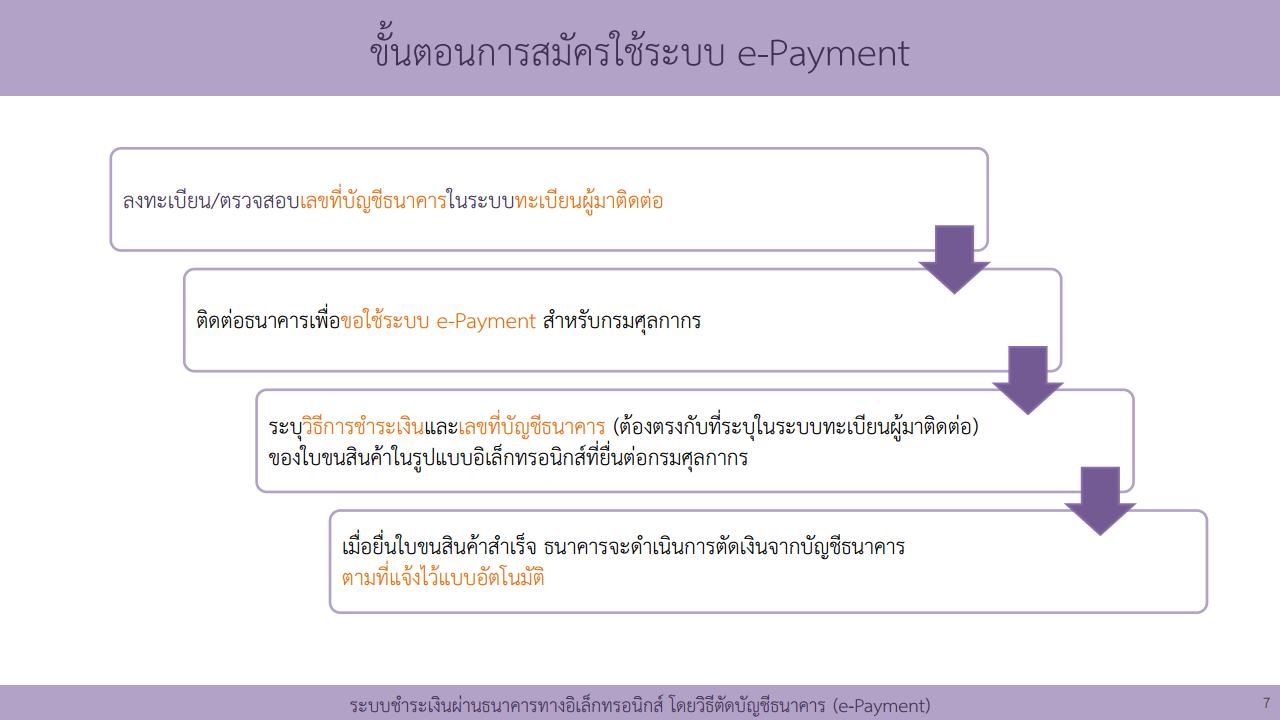 ขั้นตอนการสมัครใช้ระบบ e-Payment
ลงทะเบียน/ตรวจสอบเลขที่บัญชีธนาคารในระบบทะเบียนผู้มาติดต่อ
ติดต่อธนาคารเพื่อขอใช้ระบบ e-Payment สำหรับกรมศุลกากร
ระบุวิธีการชำระเงินและเลขที่บัญชีธนาคาร (ต้องตรงกับที่ระบุในระบบทะเบียนผู้มาติดต่อ)
ของใบขนสินค้าในรูปแบบอิเล็กทรอนิกส์ที่ยื่นต่อกรมศุลกากร
เมื่อยื่นใบขนสินค้าสำเร็จ ธนาคารจะดำเนินการตัดเงินจากบัญชีธนาคาร
ตามที่แจ้งไว้แบบอัตโนมัติ
ระบบชำระเงินผ่านธนาคารทางอิเล็กทรอนิกส์ โดยวิธีตัดบัญชีธนาคาร (e-Payment)
7